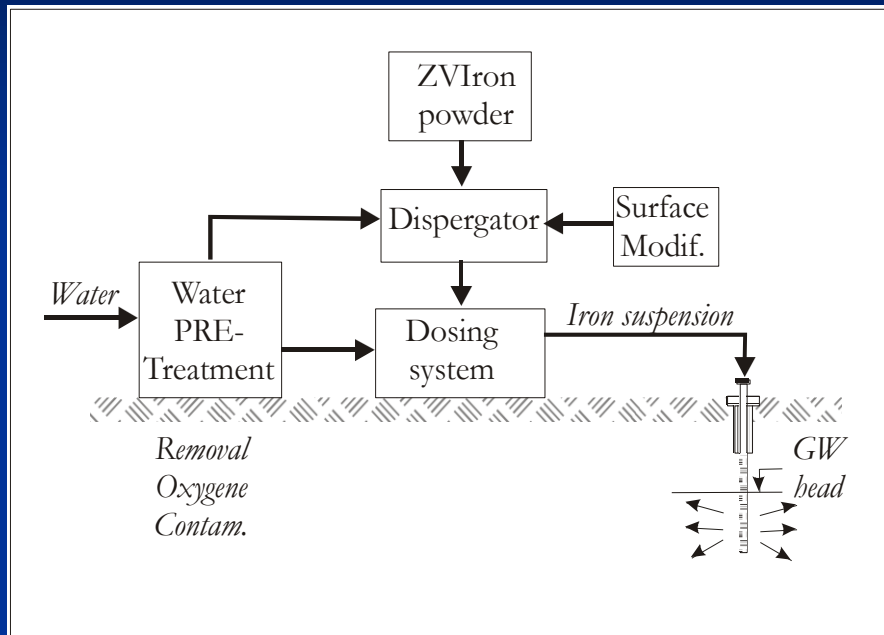 ZVIron
powder
Dispergator
Surface
Modif.
Water
Water
PRE-
Treatment
Dosing
system
Iron suspension
Removal
Oxygene
Contam.
GW
head